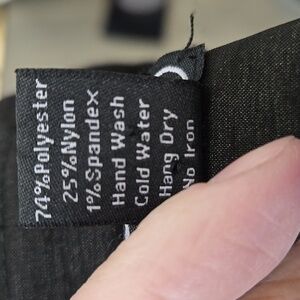 74%Polyester
25%Nylon
1%Spandex
Hand Wash
Cold Water
Hang Dry
No Iron